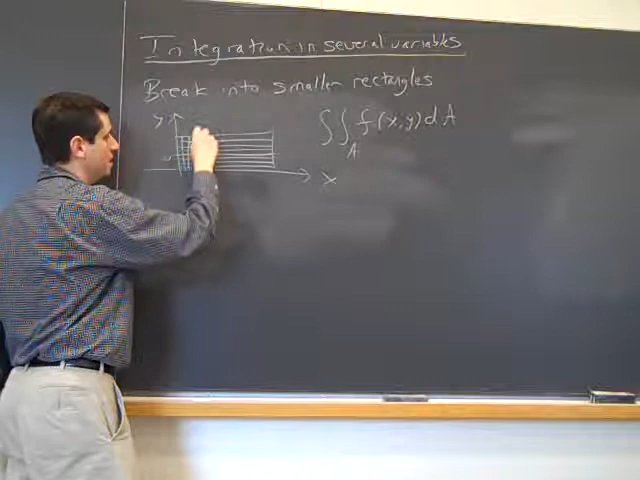 Integration in several variables
Break into smaller rectangles
y
∫∫ f(x,y) dA
A
x